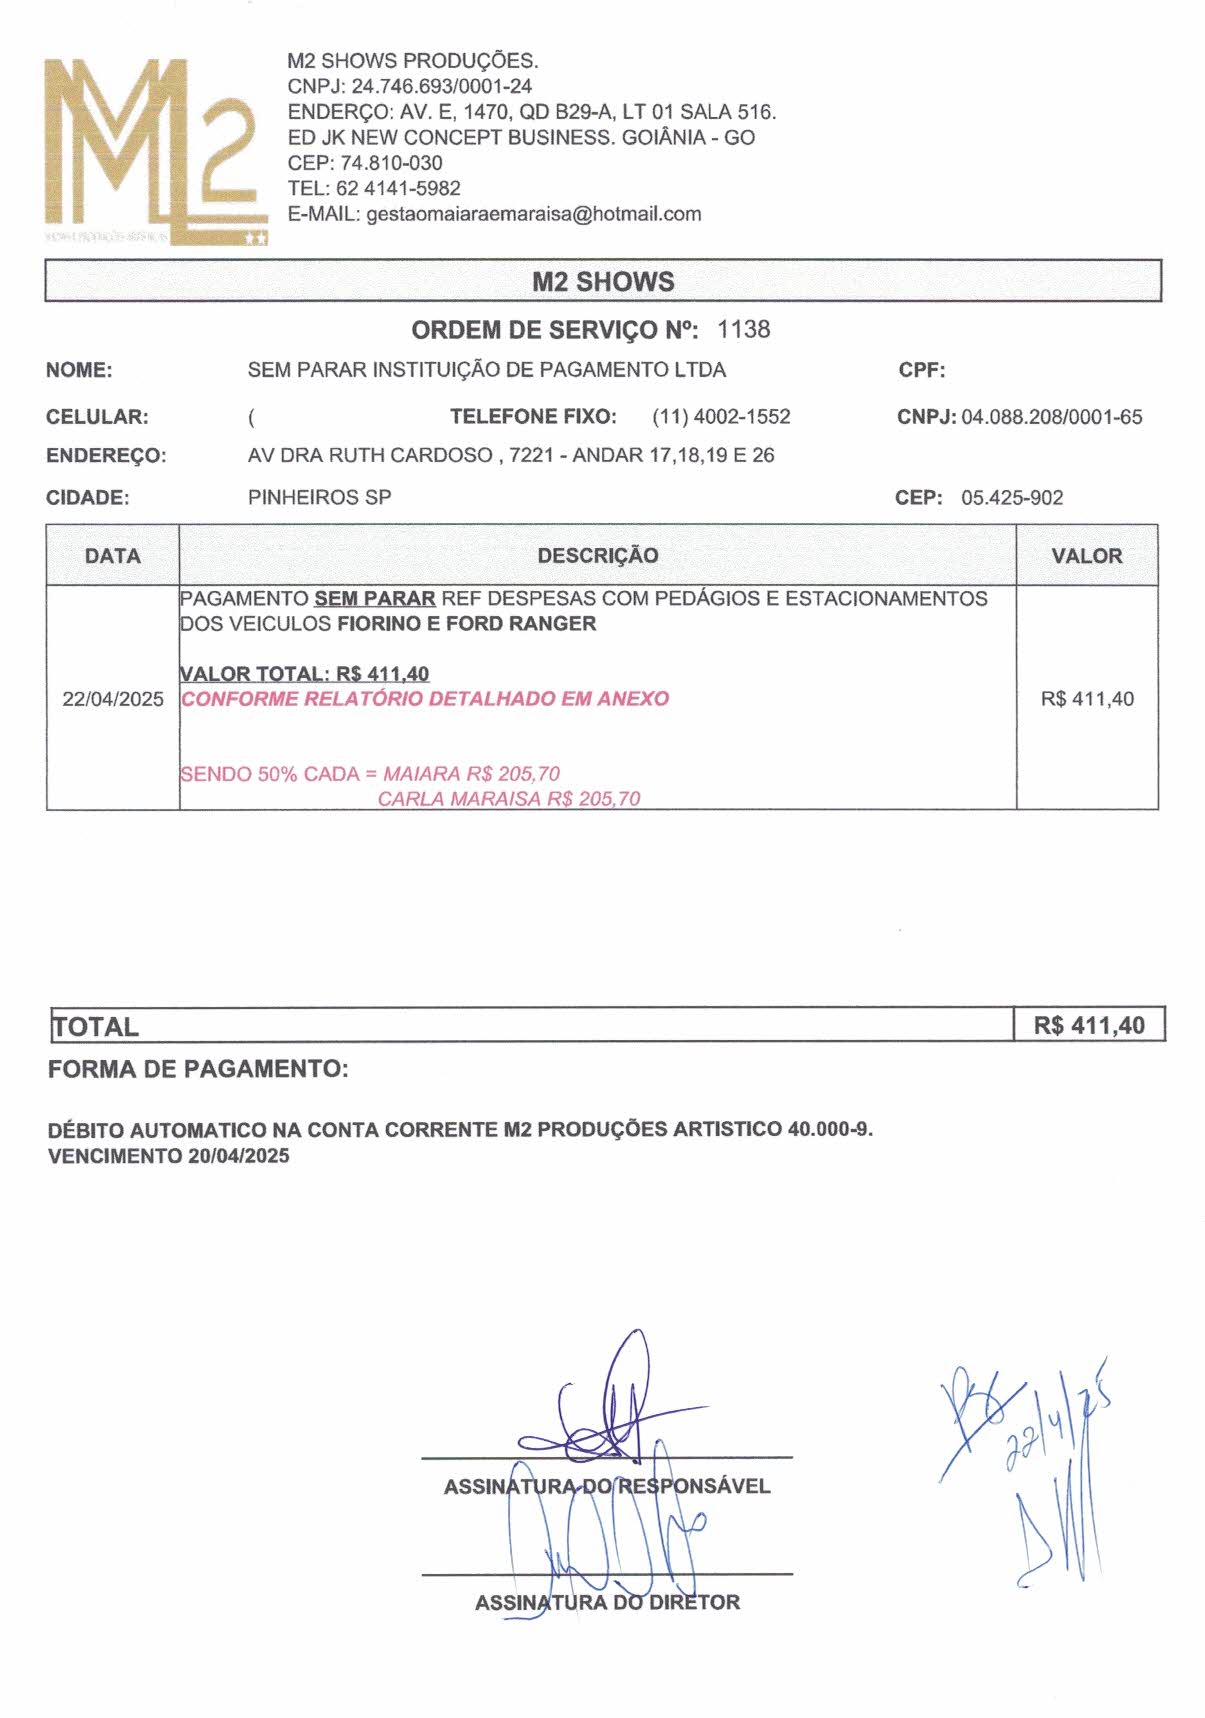 M2
M2 SHOWS PRODUÇÕES.
CNPJ: 24.746.693/0001-24
ENDERÇO: AV. E, 1470, QD B29-A, LT 01 SALA 516.
ED JK NEW CONCEPT BUSINESS. GOIÂNIA - GO
CEP: 74.810-030
TEL: 62 4141-5982
E-MAIL: gestaomaiaraemaraisa@hotmail.com
M2 SHOWS
ORDEM DE SERVIÇO Nº: 1138
NOME: SEM PARAR INSTITUIÇÃO DE PAGAMENTO LTDA CPF:
CELULAR: ( TELEFONE FIXO: (11) 4002-1552 CNPJ: 04.088.208/0001-65
ENDEREÇO: AV DRA RUTH CARDOSO , 7221 - ANDAR 17,18,19 E 26
CIDADE: PINHEIROS SP CEP: 05.425-902
DATA DESCRIÇÃO VALOR
PAGAMENTO SEM PARAR REF DESPESAS COM PEDÁGIOS E ESTACIONAMENTOS
DOS VEICULOS FIORINO E FORD RANGER
VALOR TOTAL: R$ 411,40
22/04/2025 CONFORME RELATÓRIO DETALHADO EM ANEXO R$ 411,40
SENDO 50% CADA = MAIARA R$ 205,70
CARLA MARAISA R$ 205,70
TOTAL R$ 411,40
FORMA DE PAGAMENTO:
DÉBITO AUTOMATICO NA CONTA CORRENTE M2 PRODUÇÕES ARTISTICO 40.000-9.
VENCIMENTO 20/04/2025
22/4/25
ASSINATURA DO RESPONSÁVEL
ASSINATURA DO DIRETOR